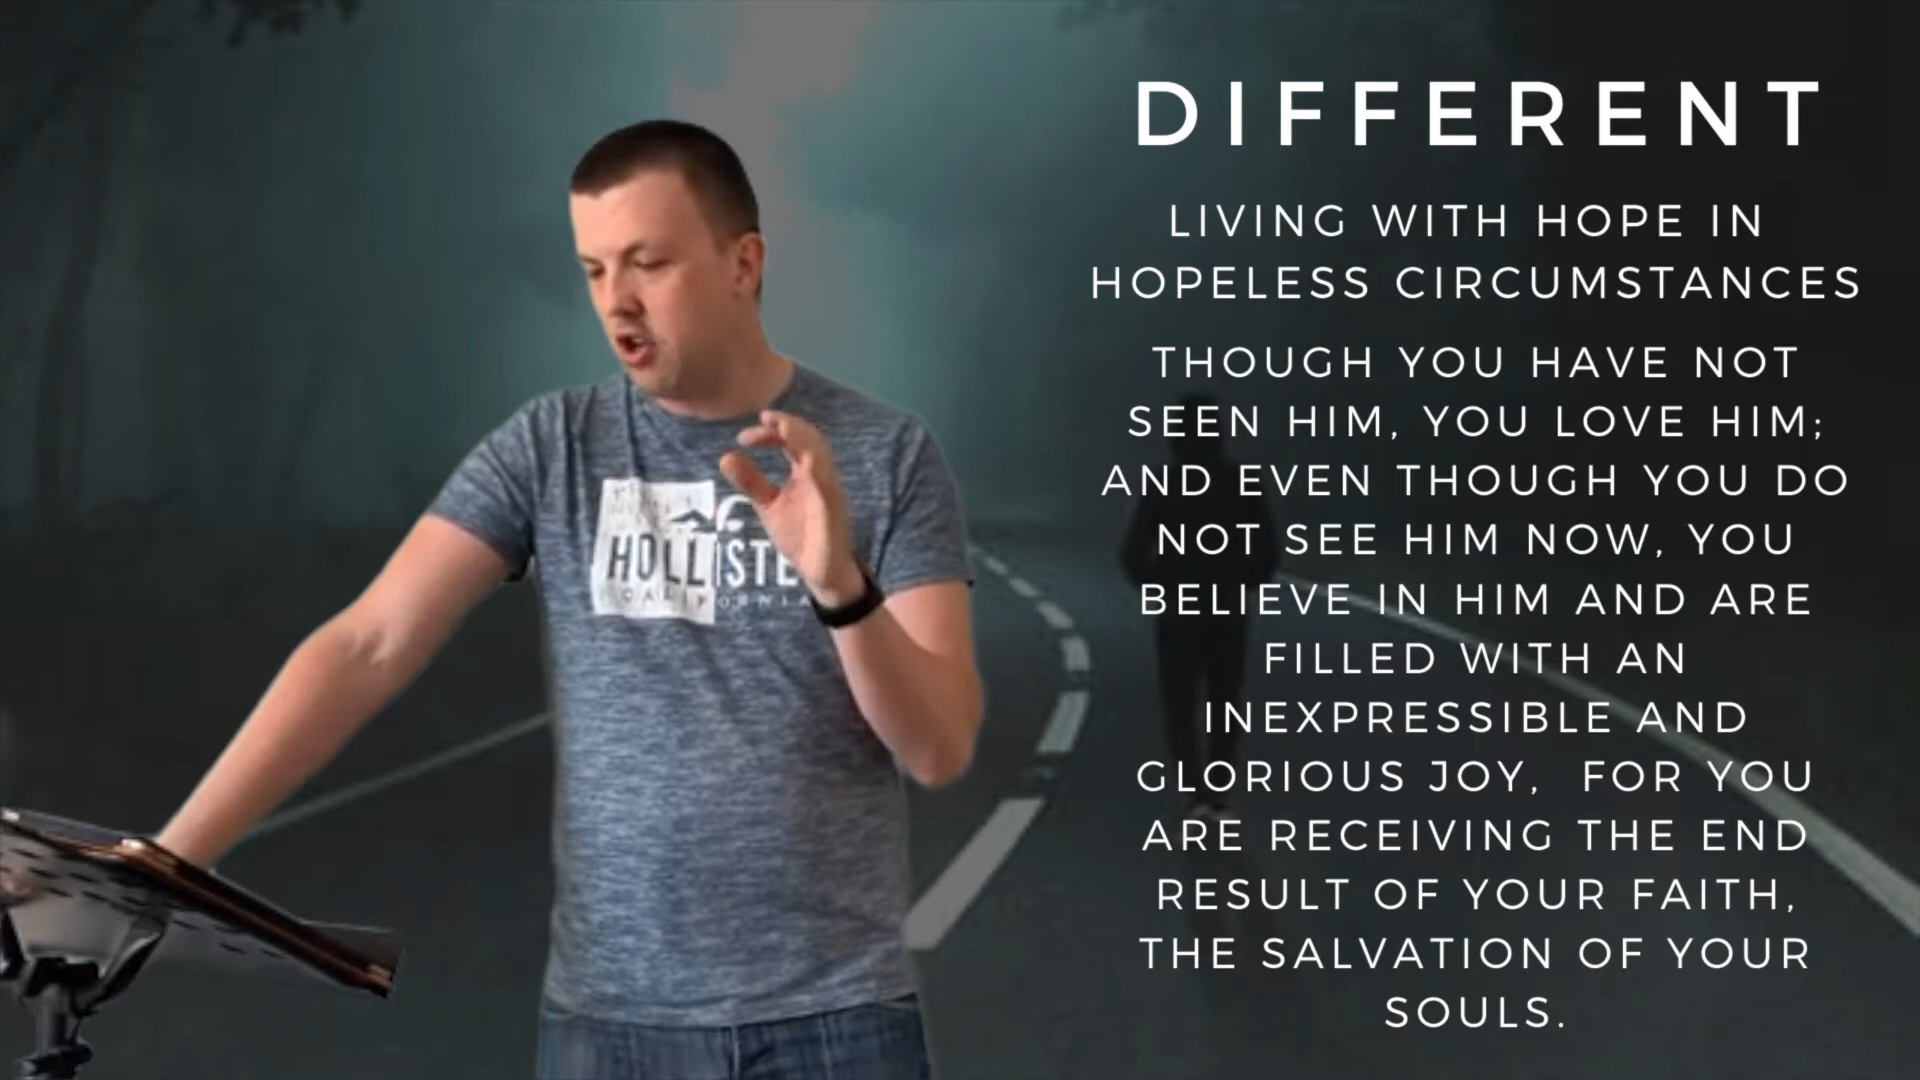 DIFFERENT
LIVING WITH HOPE IN
HOPELESS CIRCUMSTANCES
THOUGH YOU HAVE NOT
SEEN HIM, YOU LOVE HIM;
AND EVEN THOUGH YOU DO
NOT SEE HIM NOW, YOU
BELIEVE IN HIM AND ARE
FILLED WITH AN
INEXPRESSIBLE AND
GLORIOUS JOY,  FOR YOU
ARE RECEIVING THE END
RESULT OF YOUR FAITH,
THE SALVATION OF YOUR
SOULS.
HOLLISTE
CALIFORNIA